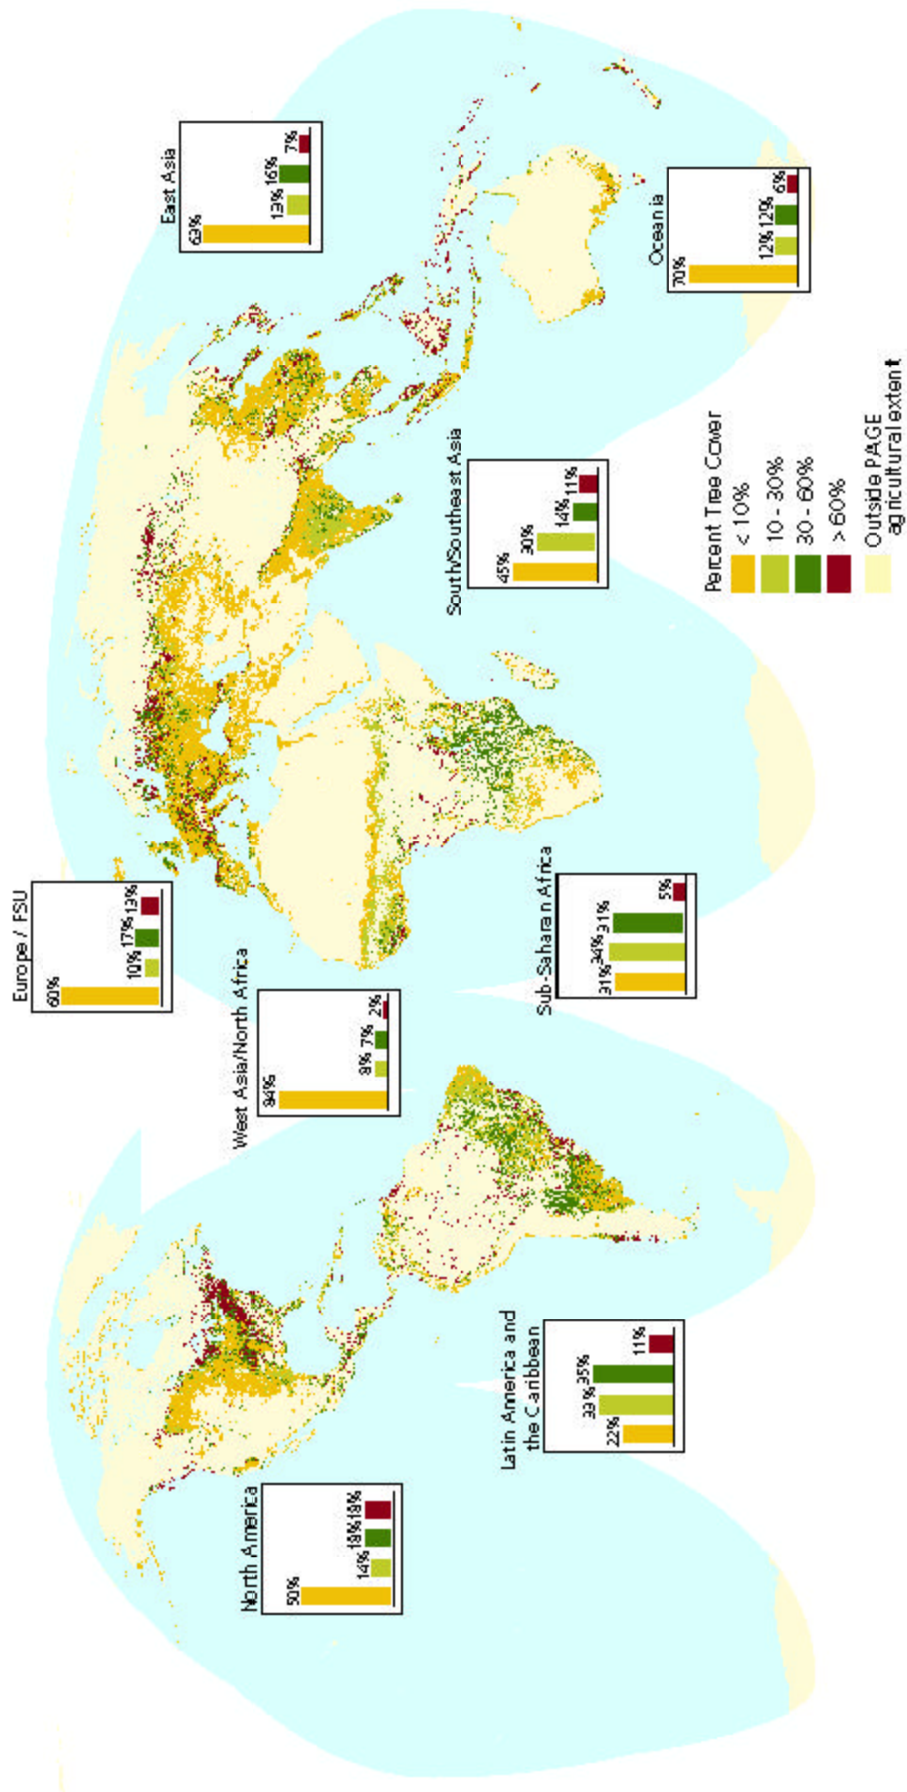 Europe / FSU
60%
10%
17%
13%
East Asia
63%
13%
16%
7%
North America
50%
14%
18%
18%
West Asia/North Africa
84%
8%
7%
2%
South/Southeast Asia
45%
30%
14%
11%
Latin America and
the Caribbean
22%
33%
35%
11%
Sub-Saharan Africa
31%
34%
31%
5%
Oceania
70%
12%
12%
6%
Percent Tree Cover
< 10%
10 - 30%
30 - 60%
> 60%
Outside PAGE
agricultural extent